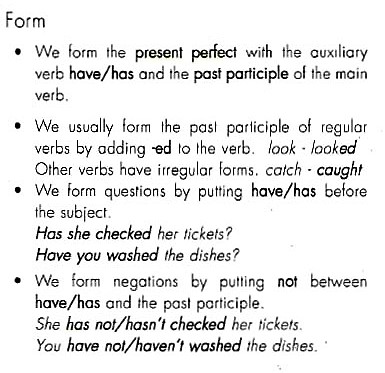 Form
• We form the present perfect with the auxiliary
verb have/has and the past participle of the main
verb.
• We usually form the past participle of regular
verbs by adding -ed to the verb. look - looked
Other verbs have irregular forms. catch - caught
• We form questions by putting have/has before
the subject.
Has she checked her tickets?
Have you washed the dishes?
• We form negations by putting not between
have/has and the past participle.
She has not/hasn't checked her tickets.
You have not/haven't washed the dishes.